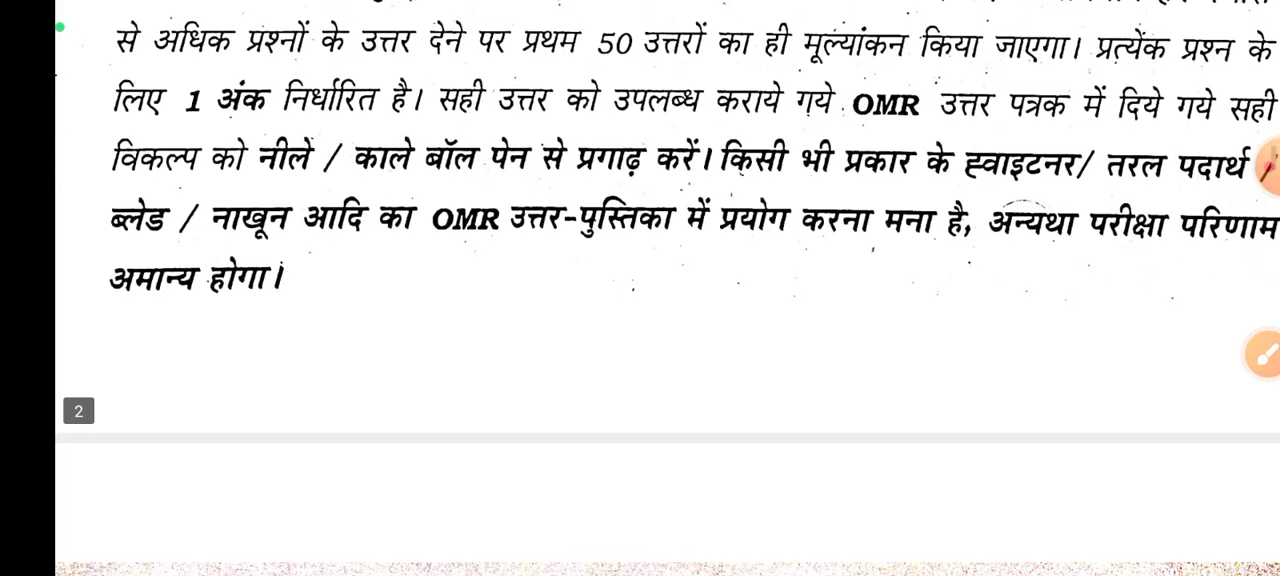 से अधिक प्रश्नों के उत्तर देने पर प्रथम 50 उत्तरों का ही मूल्यांकन किया जाएगा। प्रत्येक प्रश्न के
लिए 1 अंक निर्धारित है। सही उत्तर को उपलब्ध कराये गये OMR उत्तर पत्रक में दिये गये सही
विकल्प को नीले / काले बॉल पेन से प्रगाढ़ करें। किसी भी प्रकार के ह्वाइटनर/ तरल पदार्थ
ब्लेड / नाखून आदि का OMR उत्तर-पुस्तिका में प्रयोग करना मना है, अन्यथा परीक्षा परिणाम
अमान्य होगा।
2